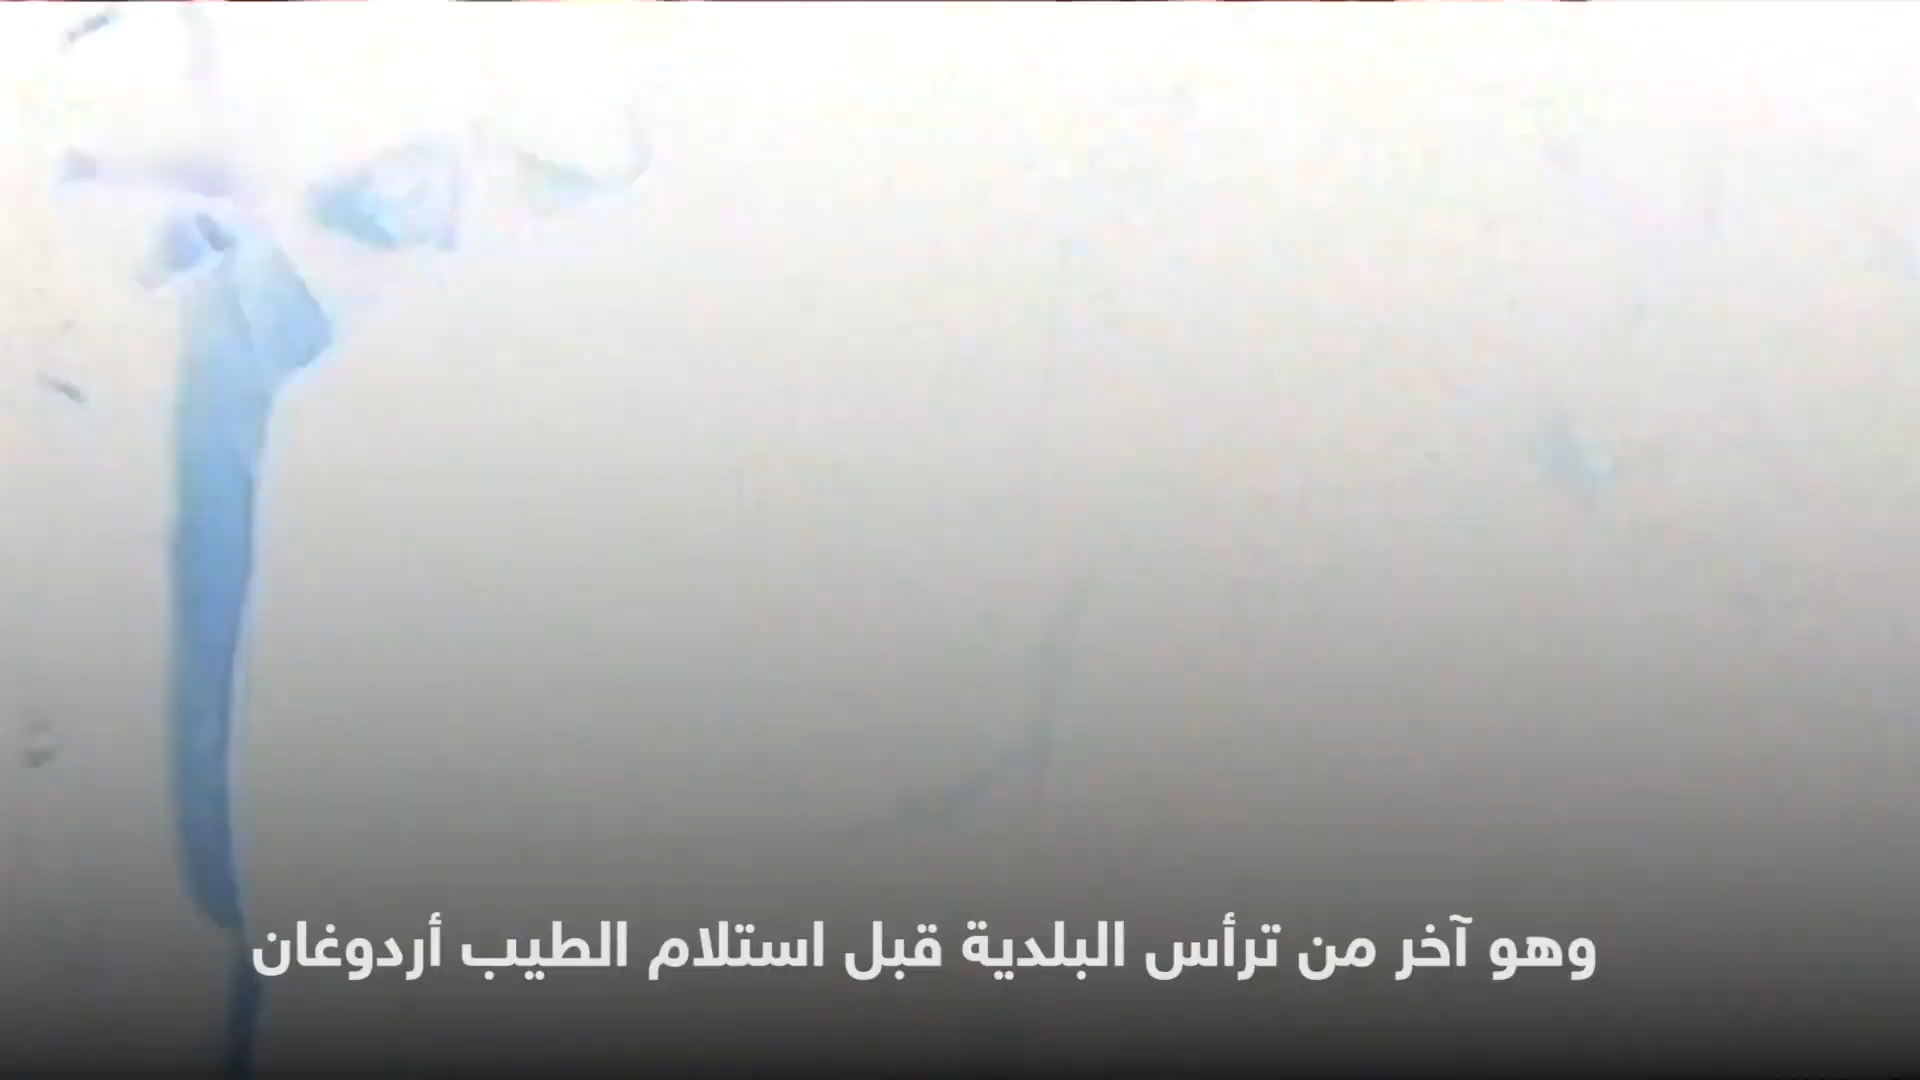 وهو آخر من ترأس البلدية قبل استلام الطيب أردوغان